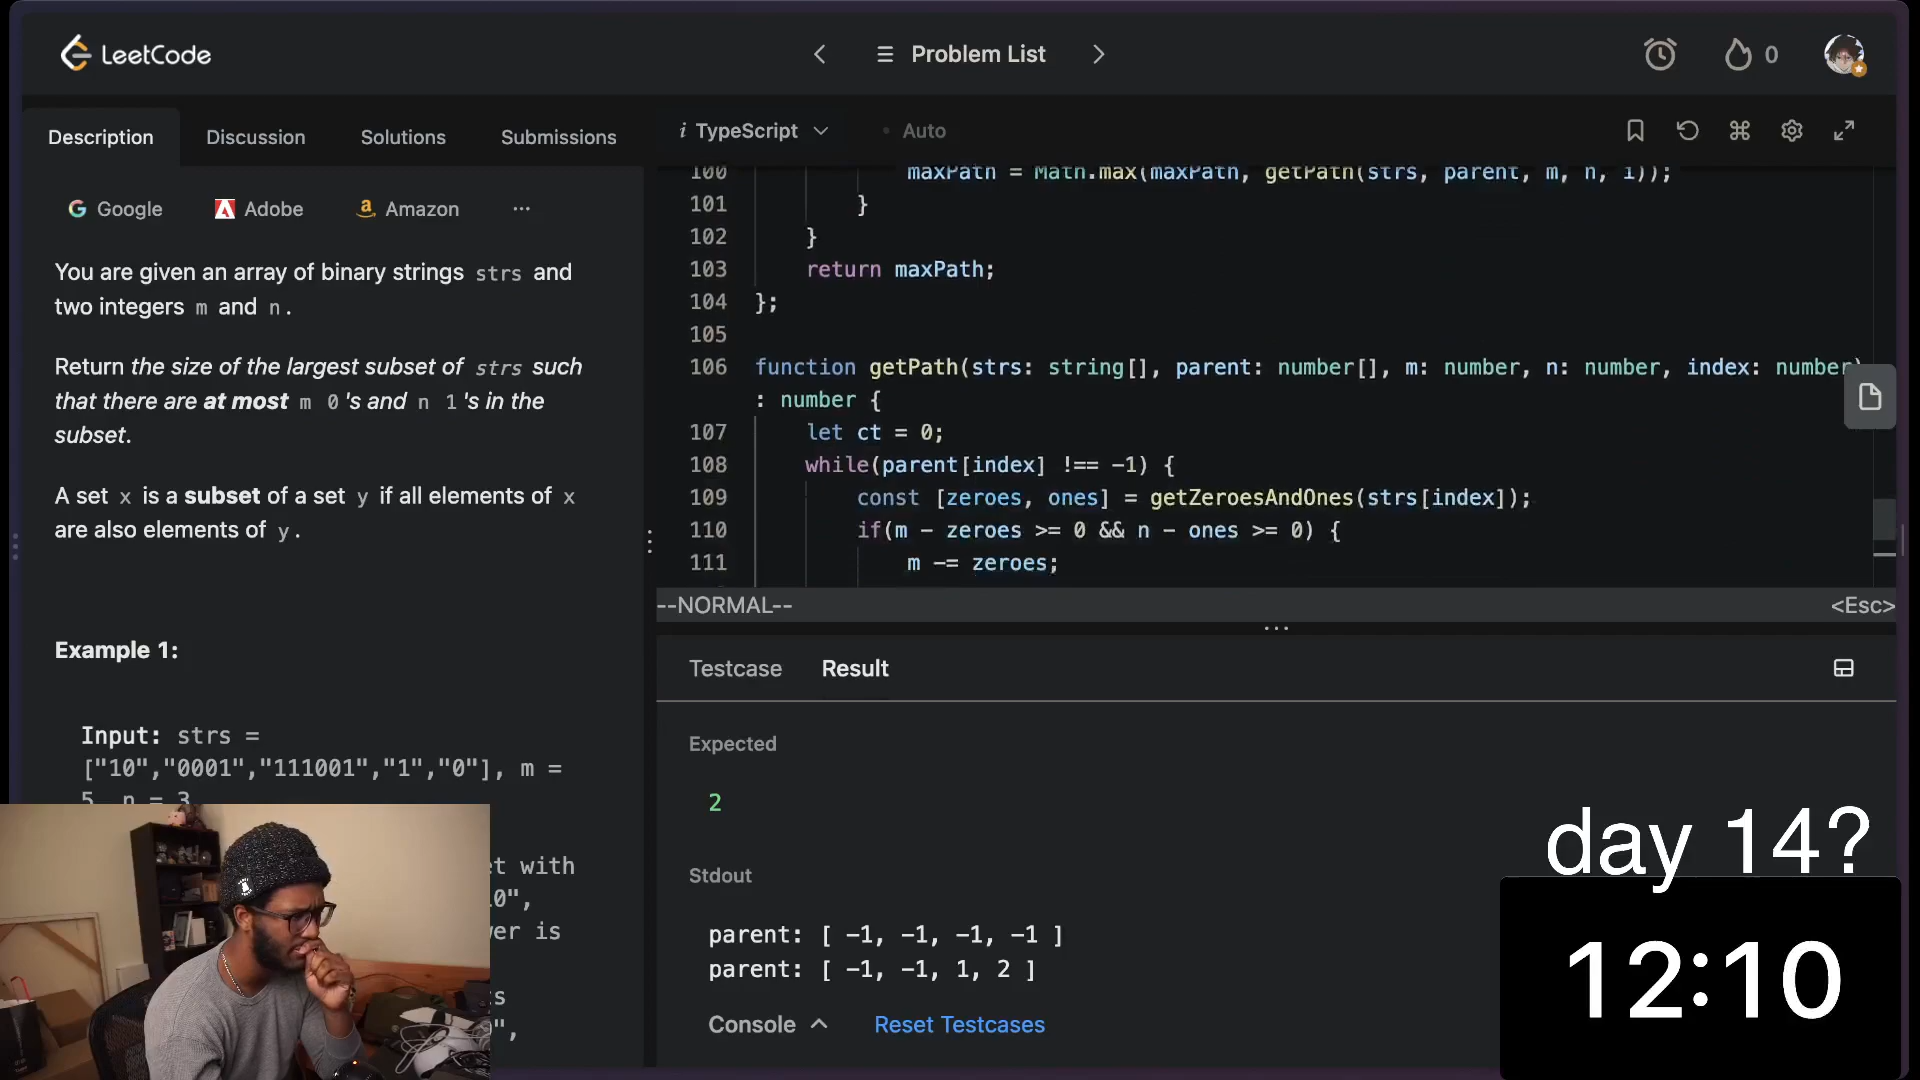 LeetCode
Problem List
0
Description
Discussion
Solutions
Submissions
i TypeScript
• Auto
Google
Adobe
Amazon
...
You are given an array of binary strings strs and
two integers m and n.
Return the size of the largest subset of strs such
that there are at most m 0's and n 1's in the
subset.
A set x is a subset of a set y if all elements of x
are also elements of y.
Example 1:
Input: strs =
["10","0001","111001","1","0"], m =
5, n = 3
et with
0",
wer is
s
0",
100 maxPath = Math.max(maxPath, getPath(strs, parent, m, n, i));
101 }
102 }
103 return maxPath;
104 };
105
106 function getPath(strs: string[], parent: number[], m: number, n: number, index: number)
: number {
107 let ct = 0;
108 while(parent[index] !== -1) {
109 const [zeroes, ones] = getZeroesAndOnes(strs[index]);
110 if(m - zeroes >= 0 && n - ones >= 0) {
111 m -= zeroes;
--NORMAL--
<Esc>
Testcase
Result
Expected
2
Stdout
parent: [ -1, -1, -1, -1 ]
parent: [ -1, -1, 1, 2 ]
Console
Reset Testcases
day 14?
12:10